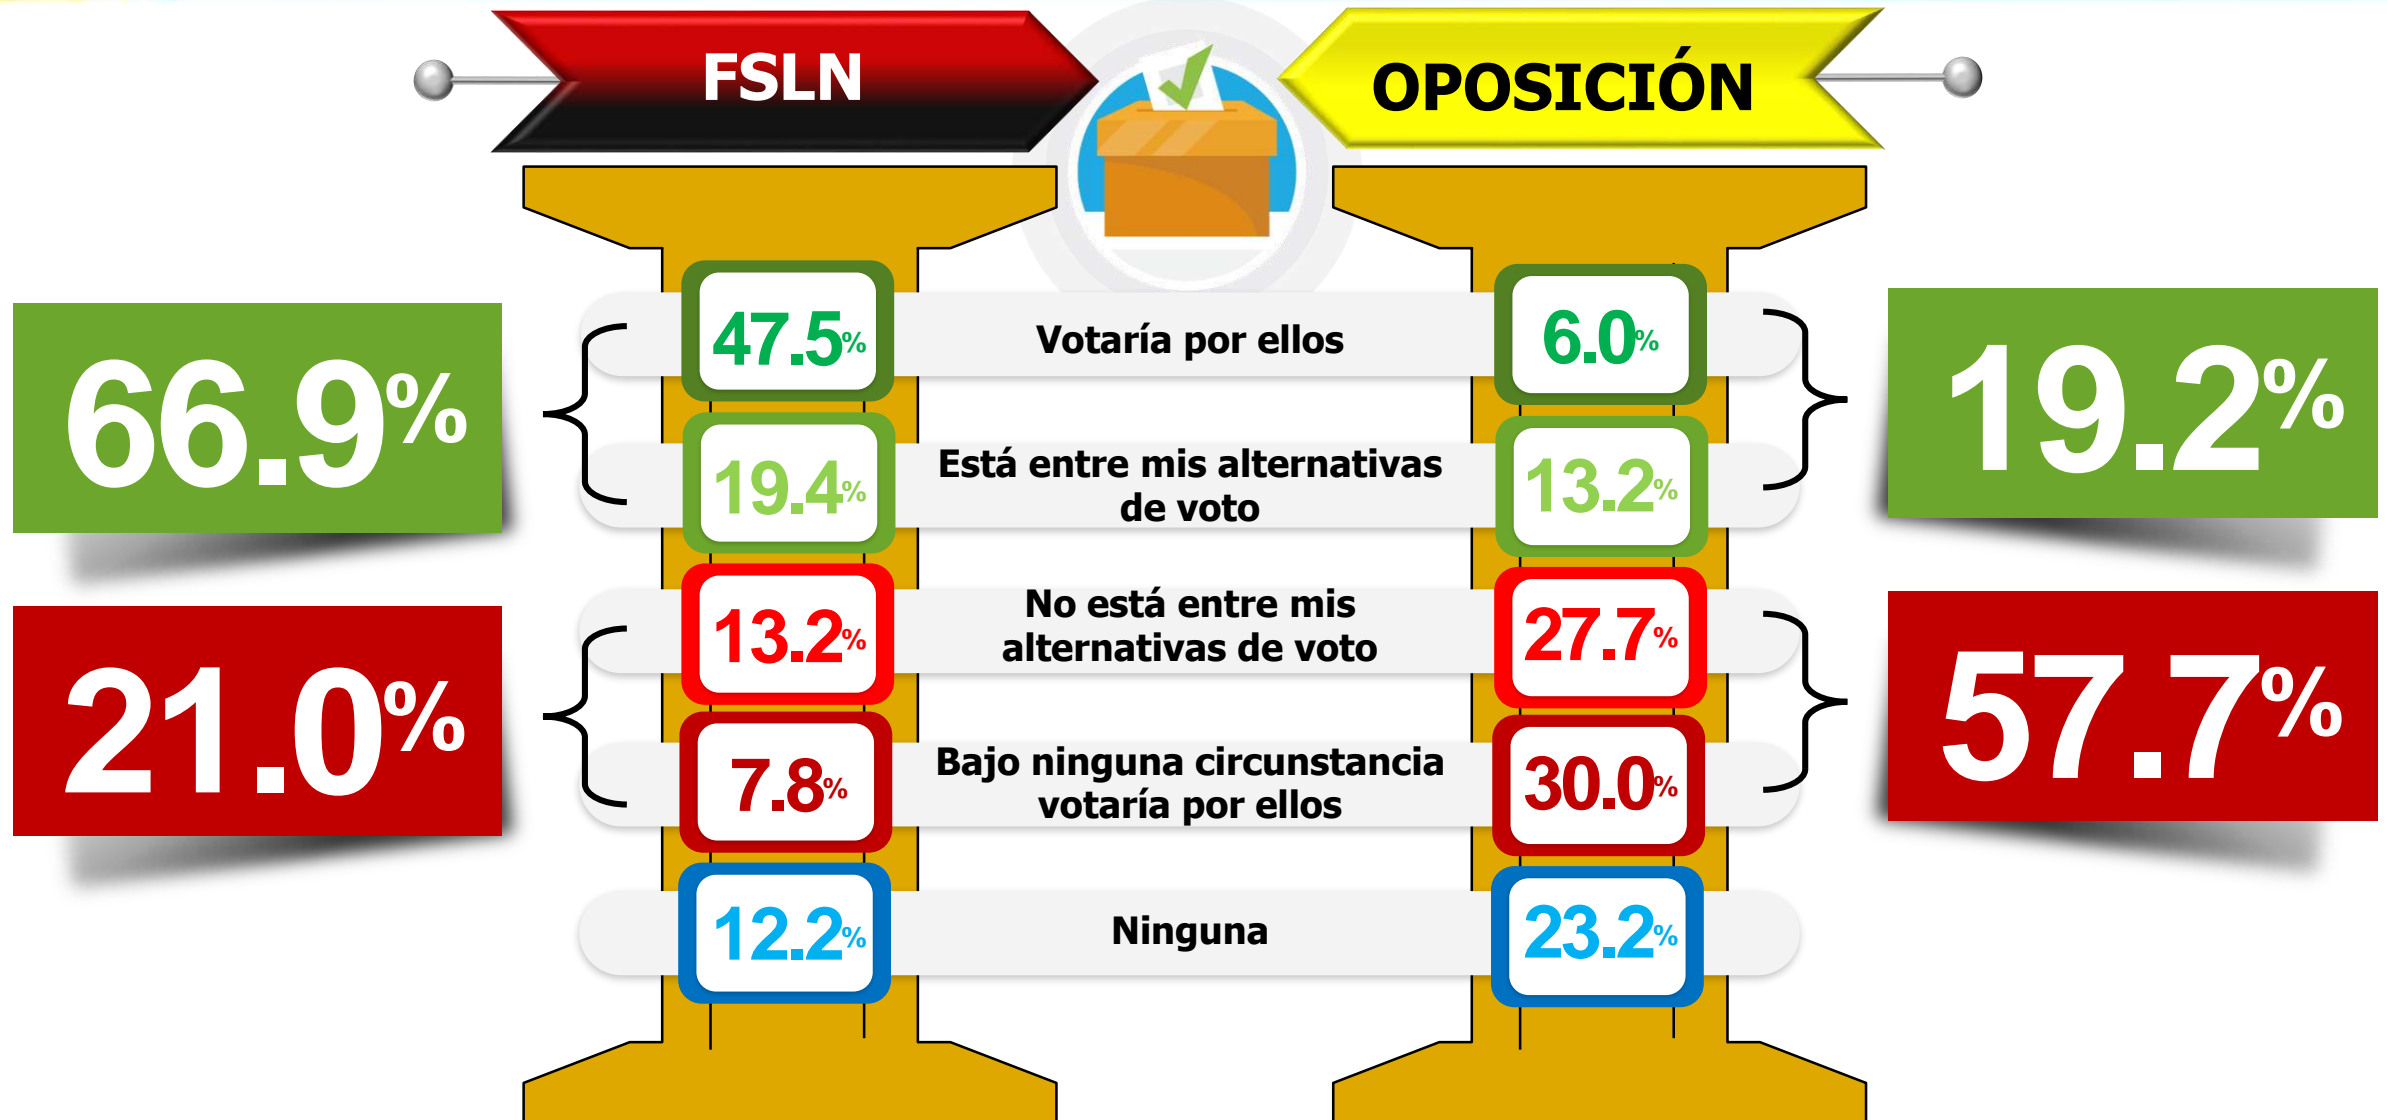 FSLN
OPOSICIÓN
66.9%
21.0%
47.5%
Votaría por ellos
6.0%
19.4%
Está entre mis alternativas
de voto
13.2%
13.2%
No está entre mis
alternativas de voto
27.7%
7.8%
Bajo ninguna circunstancia
votaría por ellos
30.0%
12.2%
Ninguna
23.2%
19.2%
57.7%